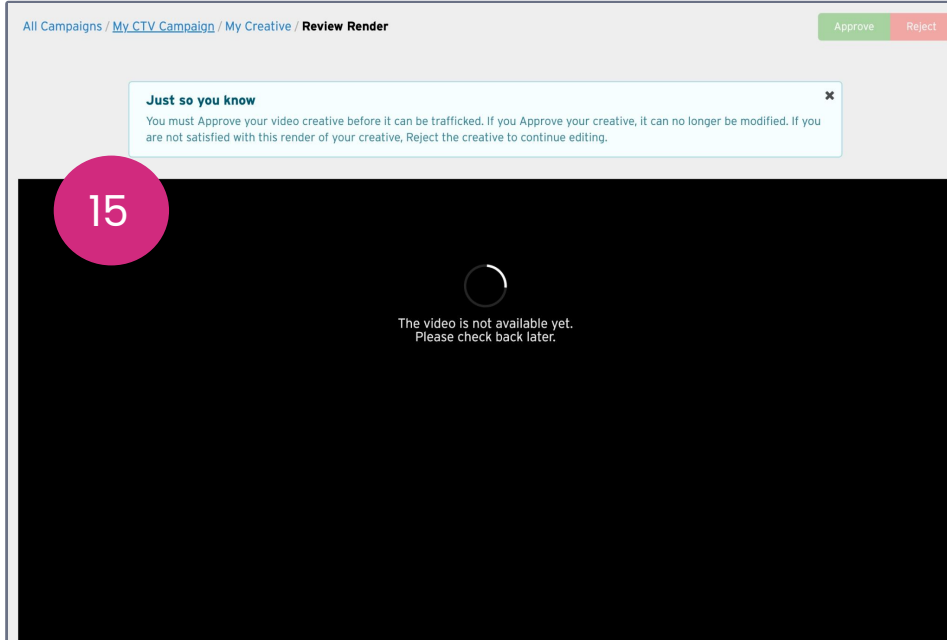 All Campaigns / My CTV Campaign / My Creative / Review Render
Approve Reject
Just so you know
You must Approve your video creative before it can be trafficked. If you Approve your creative, it can no longer be modified. If you
are not satisfied with this render of your creative, Reject the creative to continue editing.
15
The video is not available yet.
Please check back later.